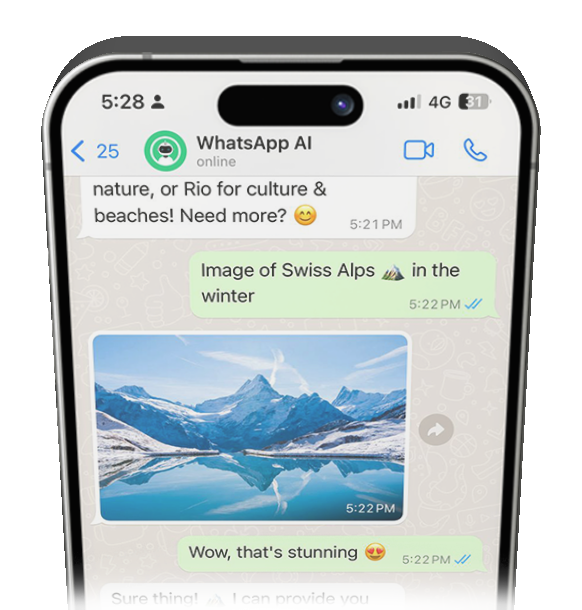 5:28
4G 31
25
WhatsApp AI
online
nature, or Rio for culture &
beaches! Need more? 😊
5:21 PM
Image of Swiss Alps 🏔️ in the
winter
5:22 PM
5:22 PM
Wow, that's stunning 😍
5:22 PM
Sure thing! 🏔️ I can provide you